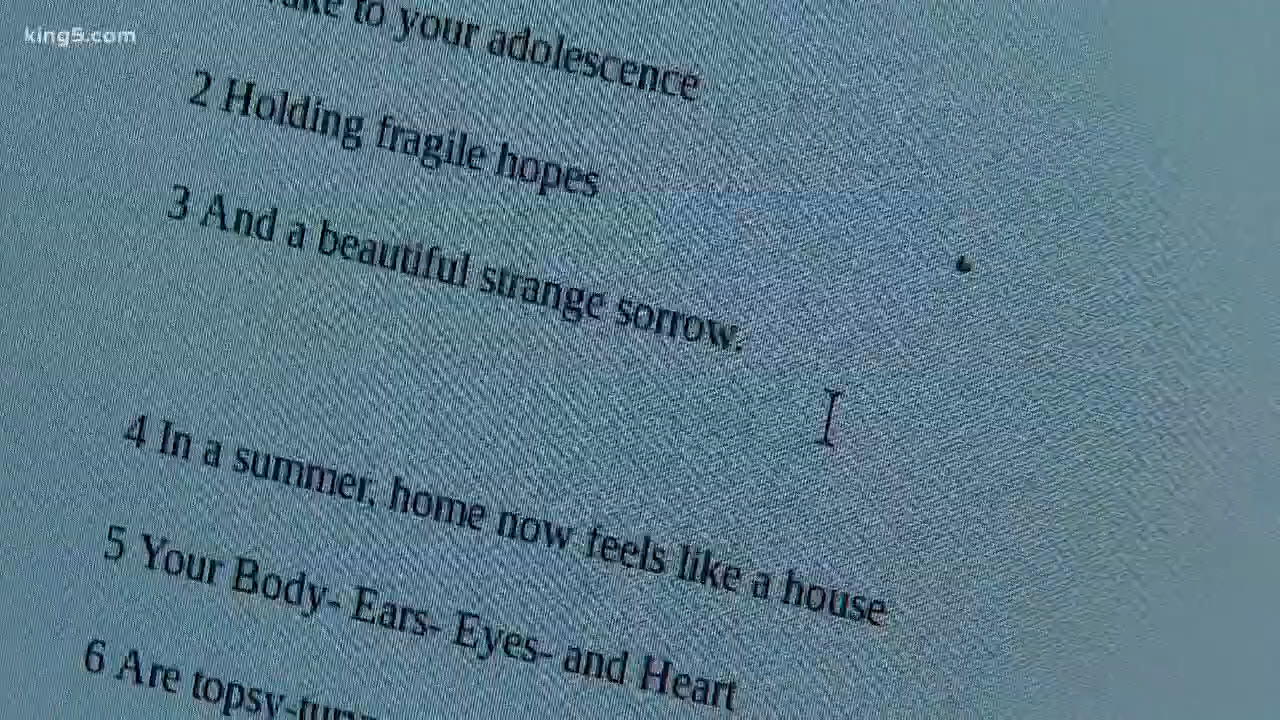 king5.com
to your adolescence
2 Holding fragile hopes
3 And a beautiful strange sorrow.
4 In a summer, home now feels like a house
5 Your Body- Ears- Eyes- and Heart
6 Are